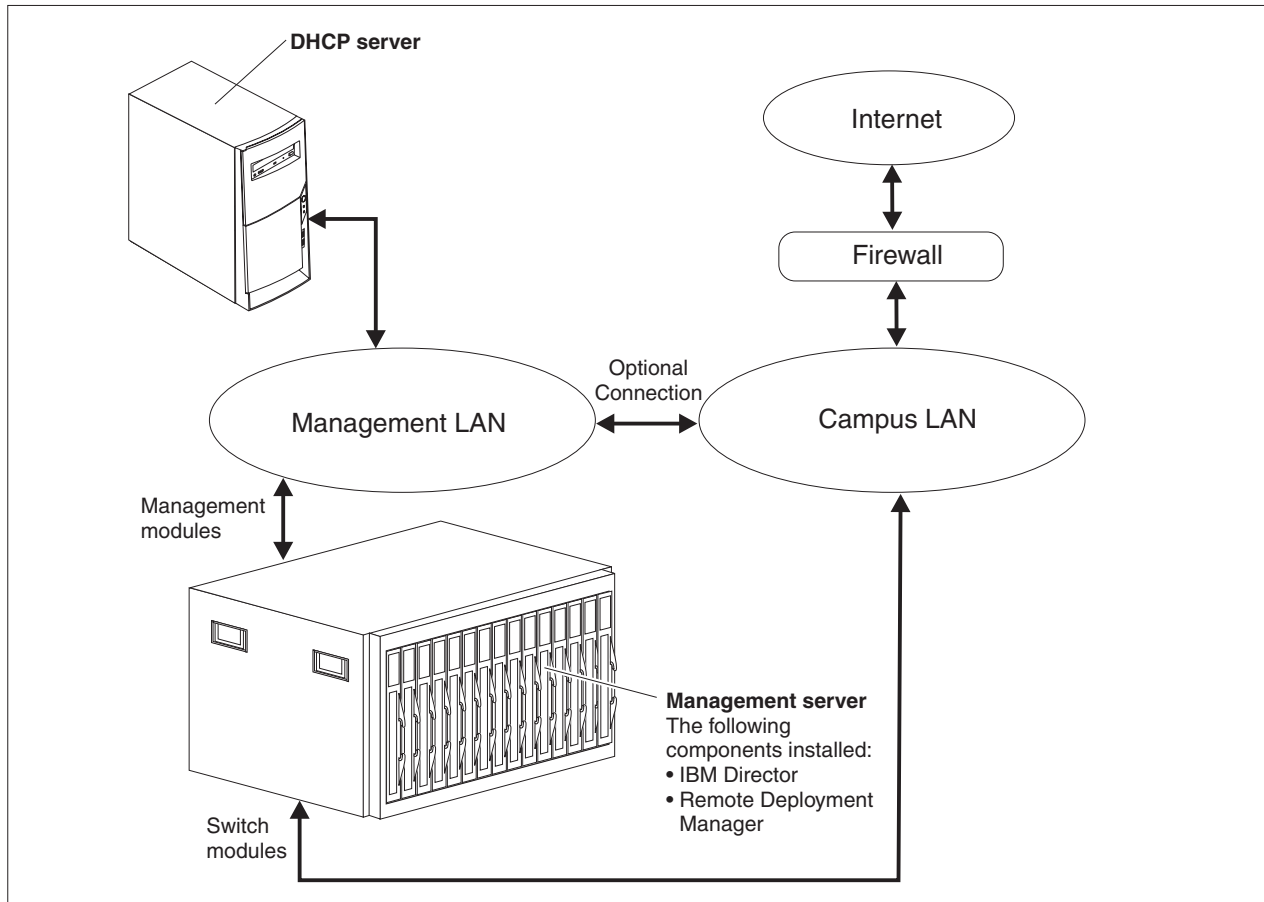 DHCP server
Internet
Firewall
Optional
Connection
Management LAN
Campus LAN
Management
modules
Management server
The following
components installed:
• IBM Director
• Remote Deployment
Manager
Switch
modules